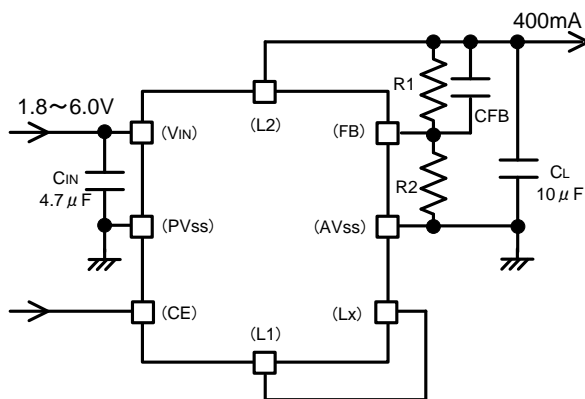 400mA
1.8～6.0V
(L2)
R1
CFB
(VIN)
(FB)
CIN
4.7μF
R2
CL
10μF
(PVss)
(AVss)
(CE)
(Lx)
(L1)